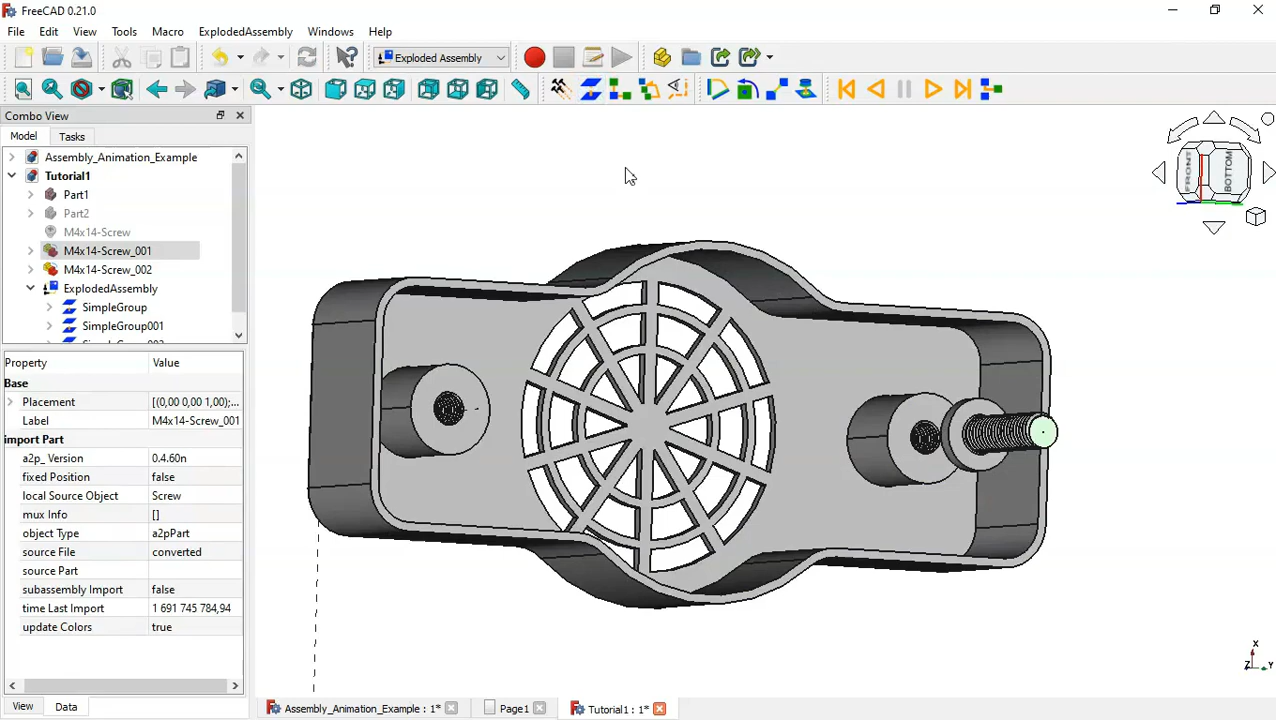 FreeCAD 0.21.0
File Edit View Tools Macro ExplodedAssembly Windows Help
Exploded Assembly
Combo View
Model Tasks
Assembly_Animation_Example
Tutorial1
Part1
Part2
M4x14-Screw
M4x14-Screw_001
M4x14-Screw_002
ExplodedAssembly
SimpleGroup
SimpleGroup001
Property Value
Base
Placement [(0,00 0,00 1,00);...
Label M4x14-Screw_001
import Part
a2p_ Version 0.4.60n
fixed Position false
local Source Object Screw
mux Info []
object Type a2pPart
source File converted
source Part
subassembly Import false
time Last Import 1 691 745 784,94
update Colors true
View Data
FRONT BOTTOM
X
Z Y
Assembly_Animation_Example : 1* Page1 Tutorial1 : 1*